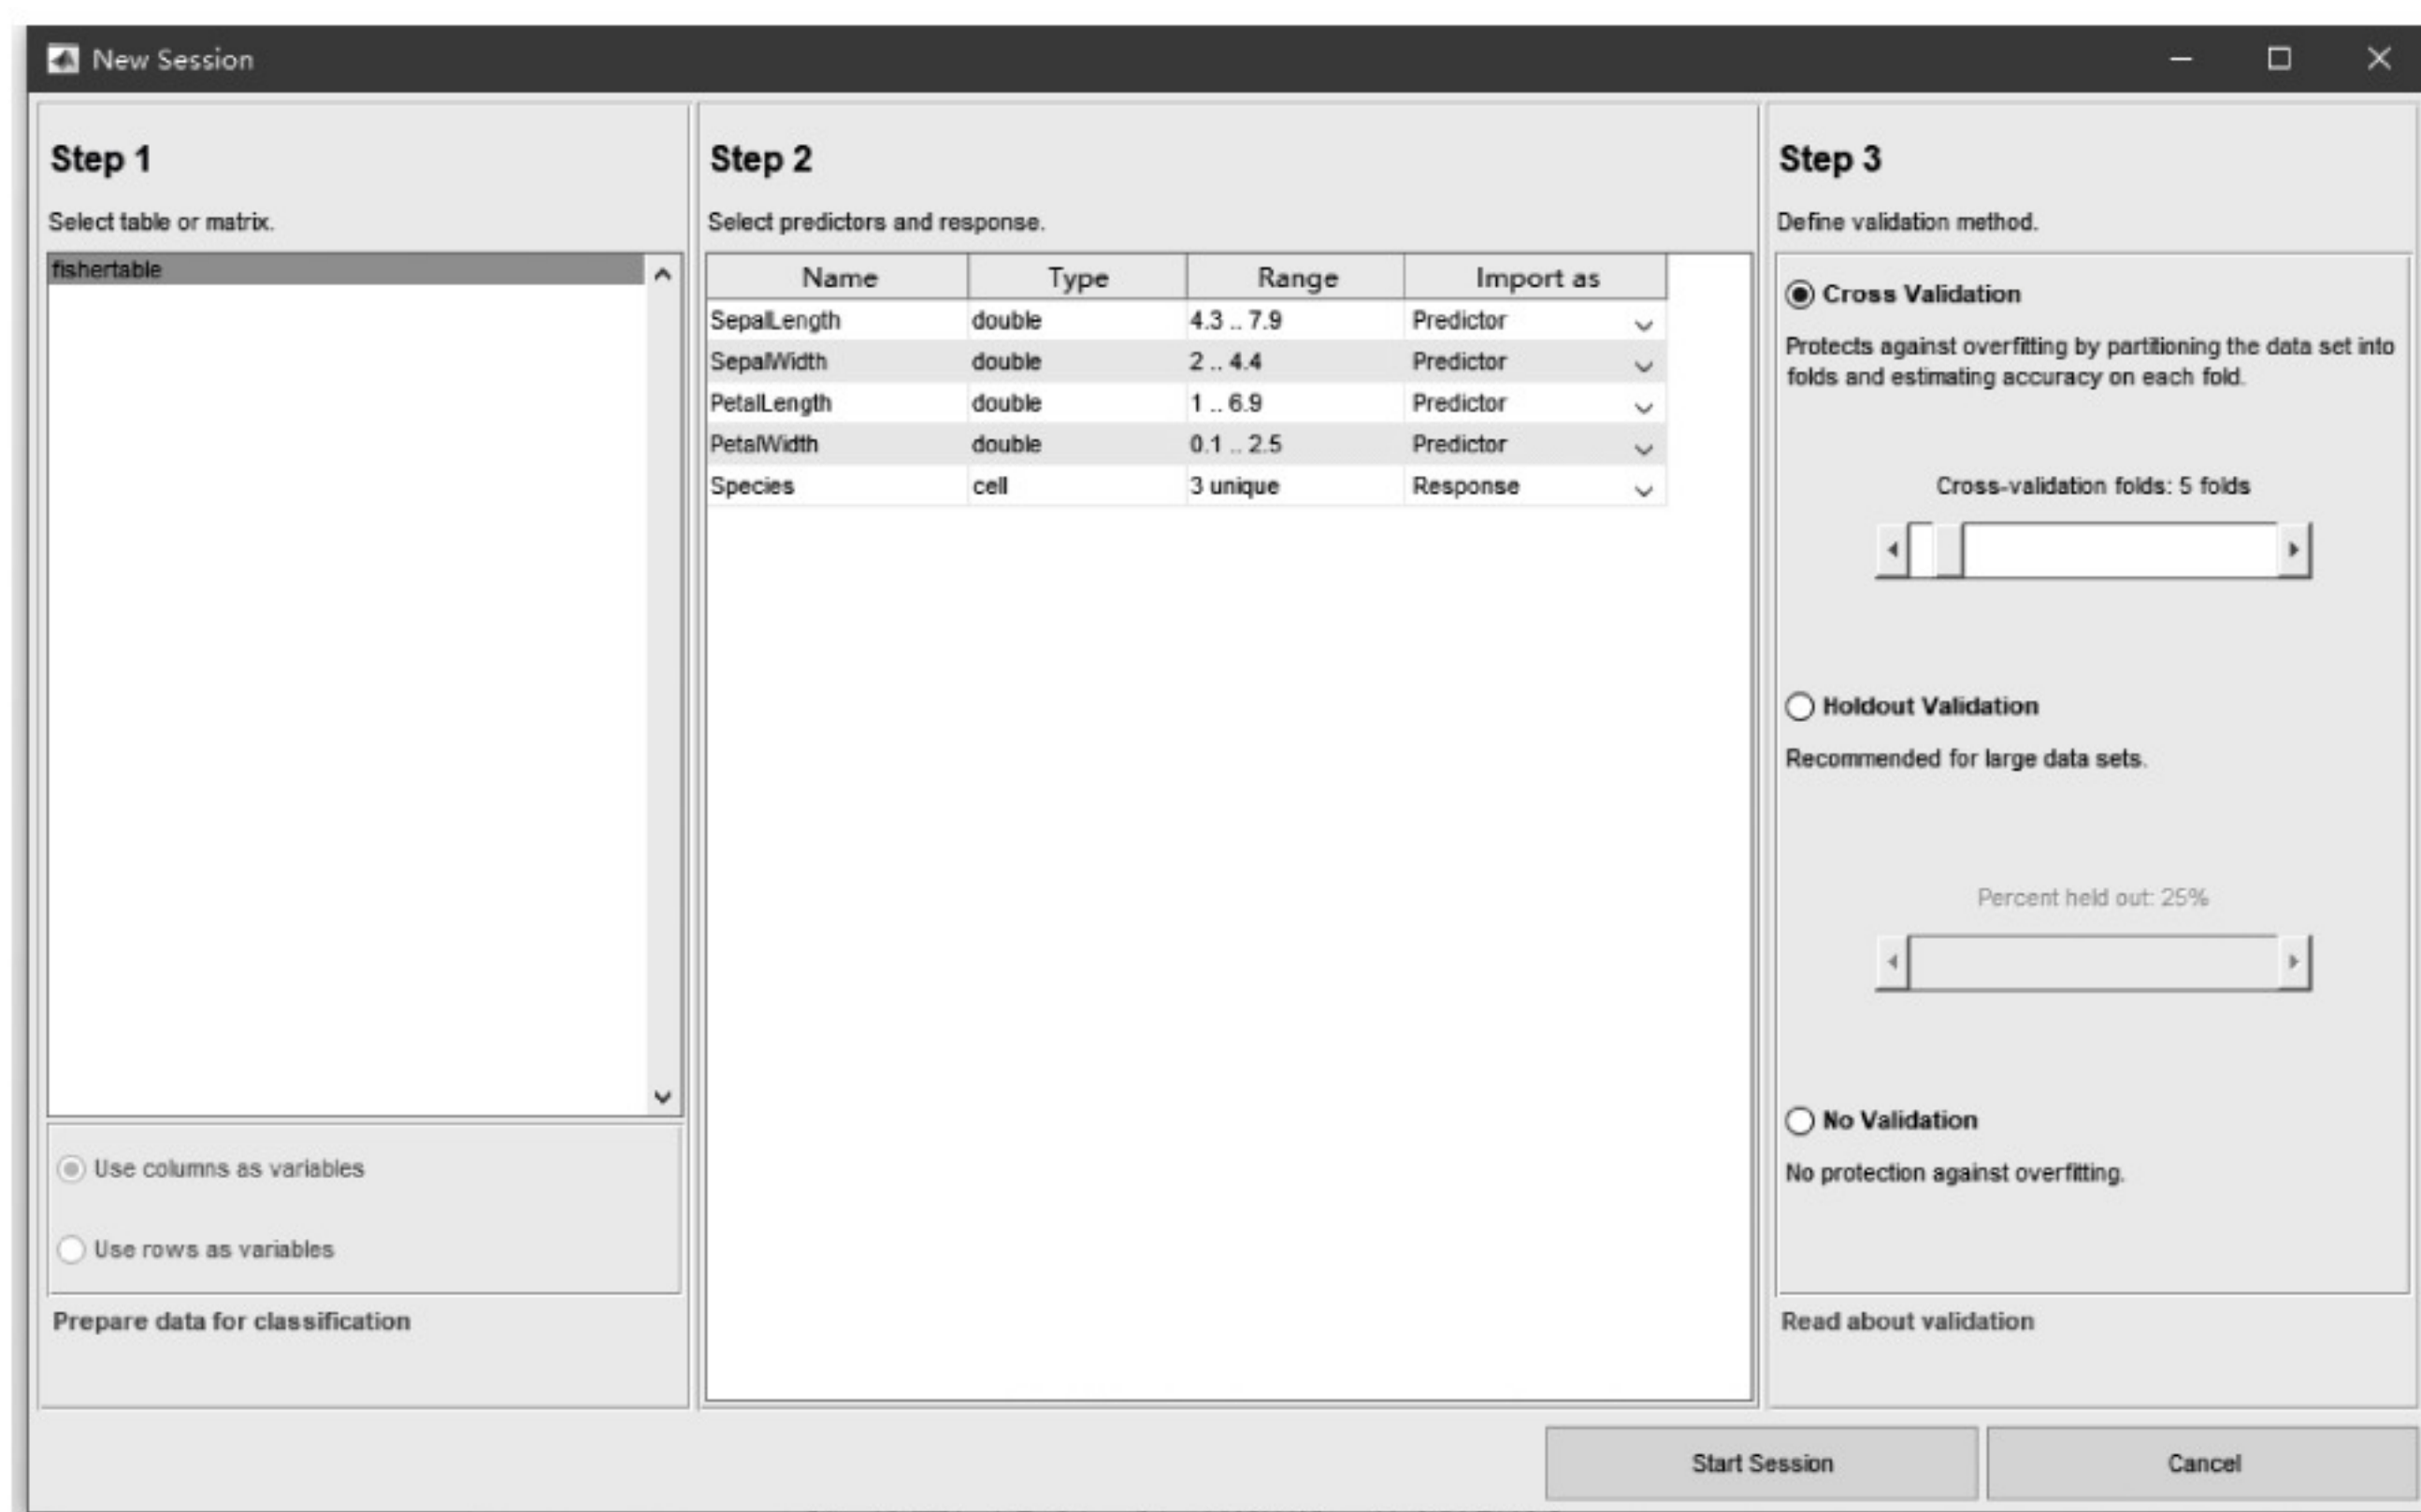 New Session
Step 1
Select table or matrix.
fishertable
Use columns as variables
Use rows as variables
Prepare data for classification
Step 2
Select predictors and response.
Name Type Range Import as
SepalLength double 4.3 .. 7.9 Predictor
SepalWidth double 2 .. 4.4 Predictor
PetalLength double 1 .. 6.9 Predictor
PetalWidth double 0.1 .. 2.5 Predictor
Species cell 3 unique Response
Step 3
Define validation method.
Cross Validation
Protects against overfitting by partitioning the data set into
folds and estimating accuracy on each fold.
Cross-validation folds: 5 folds
Holdout Validation
Recommended for large data sets.
Percent held out: 25%
No Validation
No protection against overfitting.
Read about validation
Start Session
Cancel